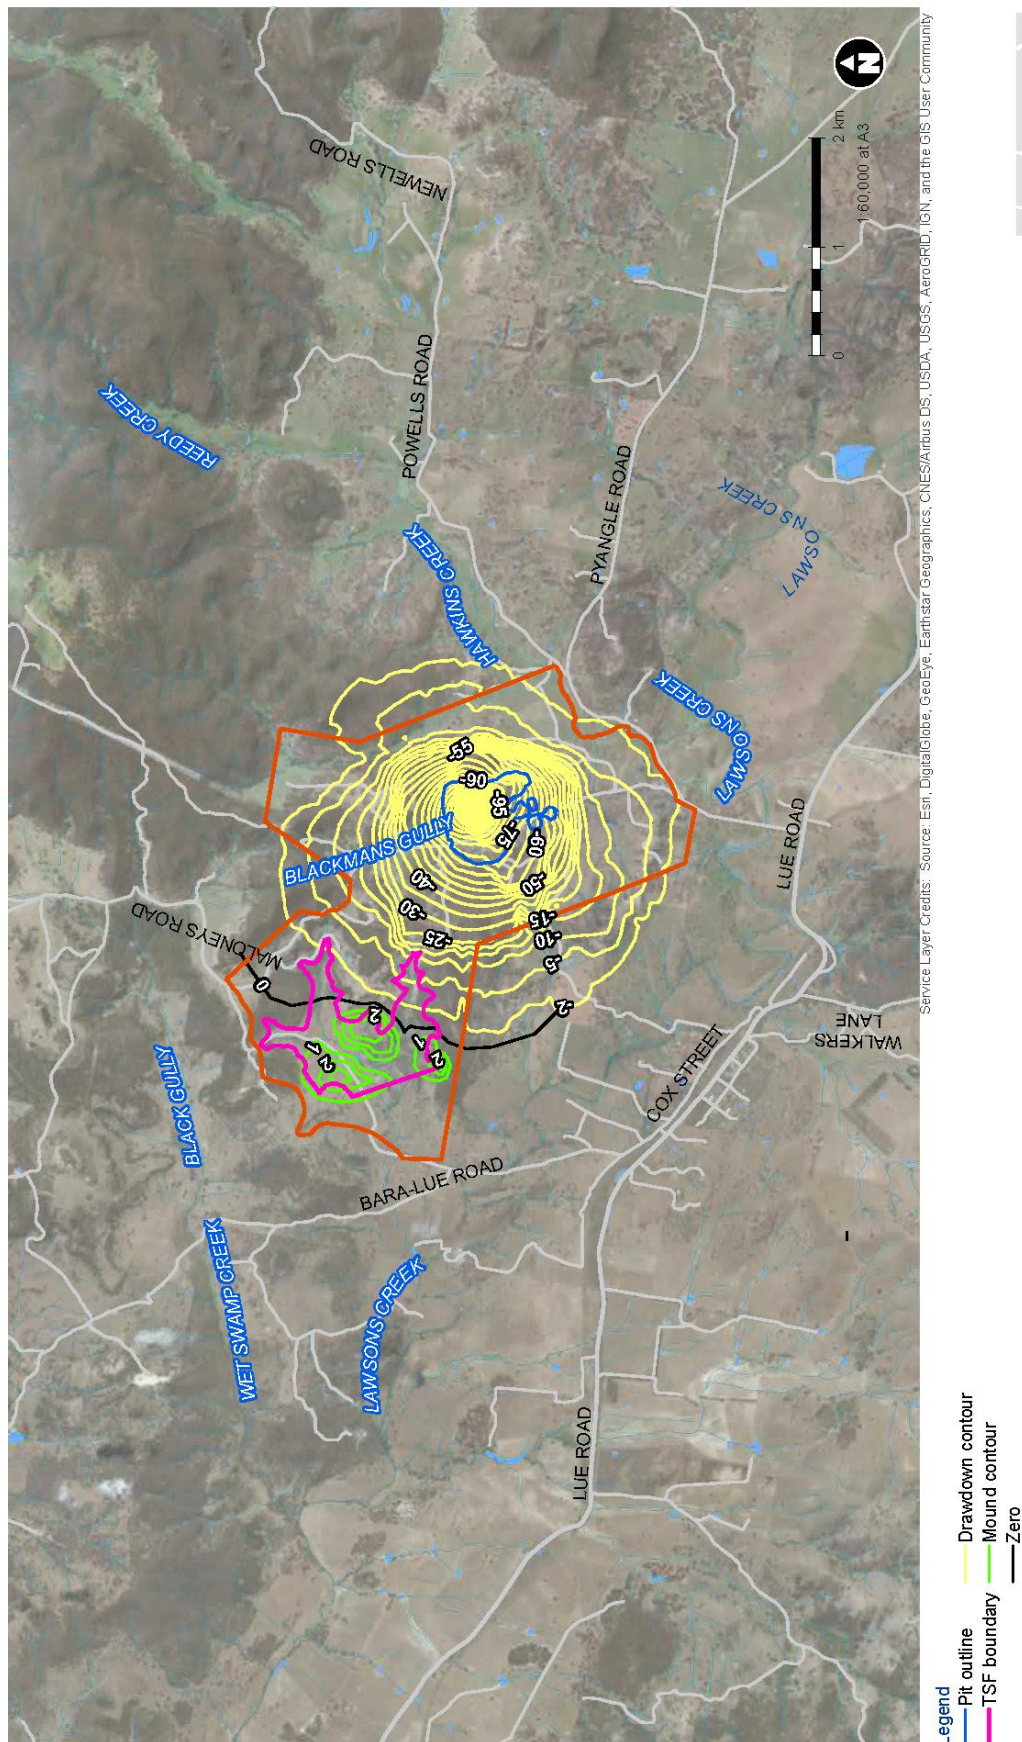 REEDY CREEK
MALONEYS ROAD
BLACK GULLY
WET SWAMP CREEK
0
NEWELLS ROAD
BLACKMANS GULLY
1
2
2
LAWSONS CREEK
BARA-LUE ROAD
1
2
-40
-30
-25
POWELLS ROAD
HAWKINS CREEK
-55
-90
-95
-75
-60
-50
-15
-10
-5
-2
LUE ROAD
PYANGLE ROAD
COX STREET
LAWSONS CREEK
LAWSONS CREEK
LUE ROAD
WALKERS
LANE
0 1 2 km
1:60,000 at A3
N
Service Layer Credits: Source: Esri, DigitalGlobe, GeoEye, Earthstar Geographics, CNES/Airbus DS, USDA, USGS, AeroGRID, IGN, and the GIS User Community
egend
Pit outline
TSF boundary
Drawdown contour
Mound contour
Zero